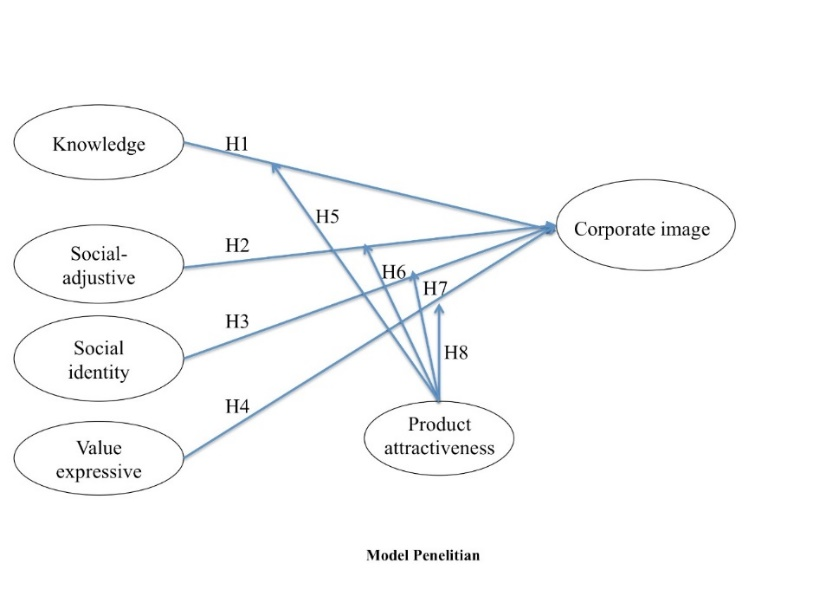 Knowledge
H1
H5
Corporate image
Social-
adjustive
H2
H6
H7
H3
Social
identity
H8
H4
Product
attractiveness
Value
expressive
Model Penelitian